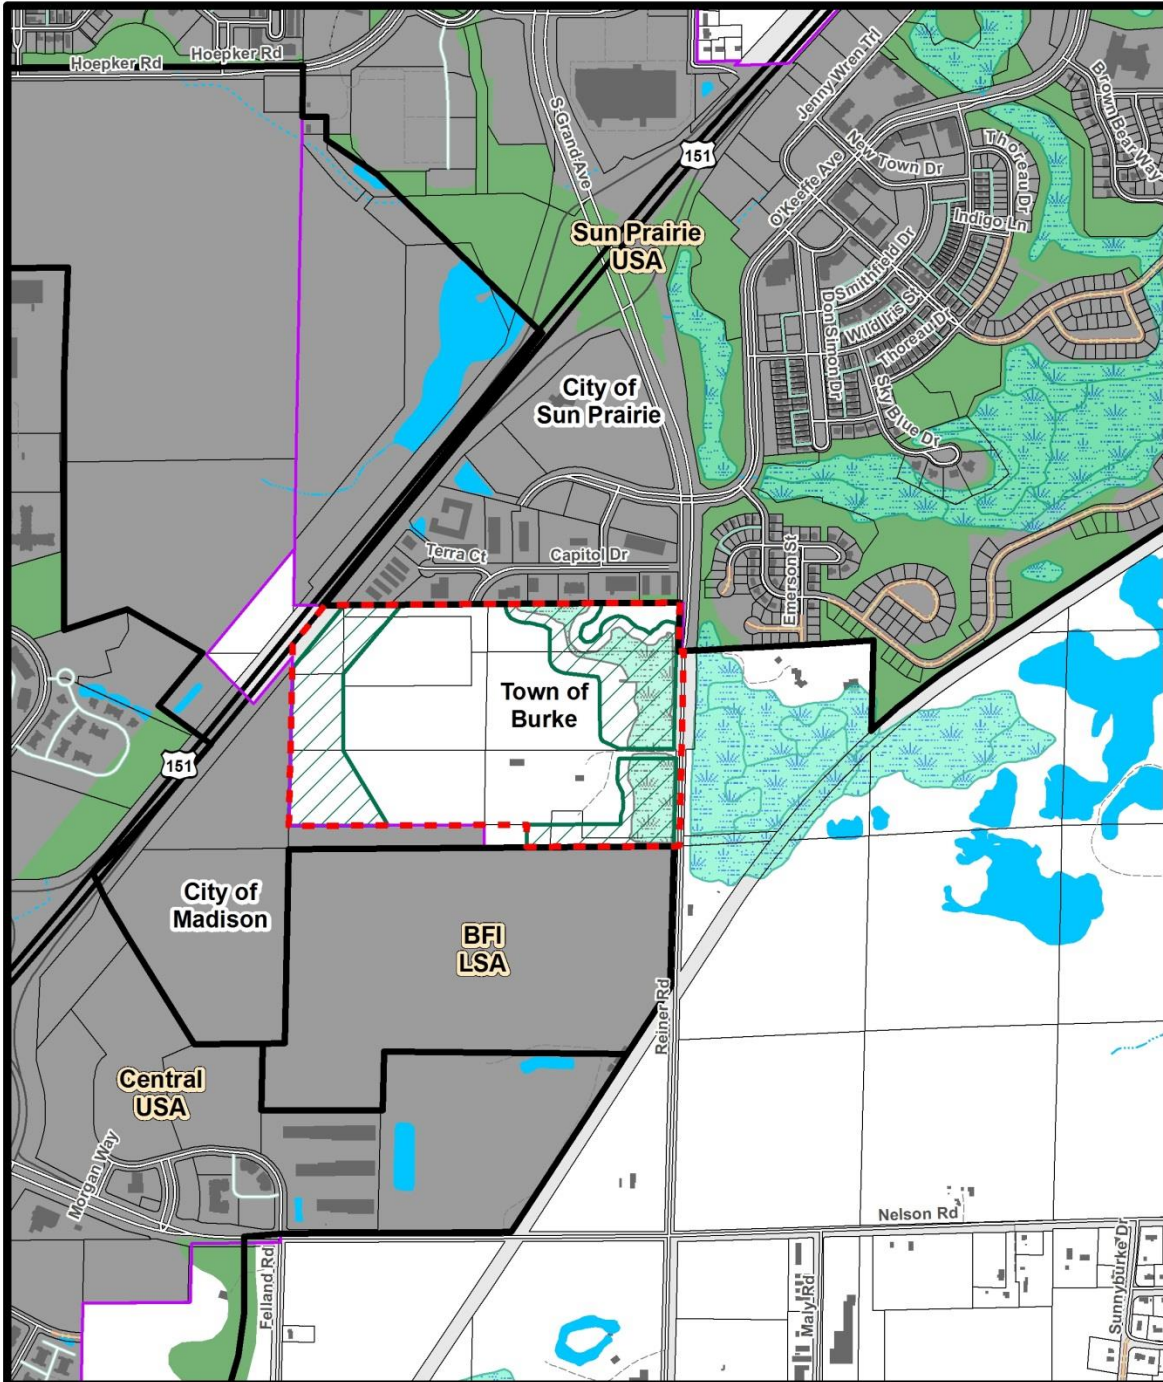 Hoepker Rd
Hoepker Rd
S Grand Ave
151
Jenny Wren Trl
Brown Bear Way
New Town Dr
Thoreau Dr
O'Keeffe Ave
Indigo Ln
Sun Prairie
USA
Smithfield Dr
Wild Iris St
Don Simon Dr
Thoreau Dr
City of
Sun Prairie
Sky Blue Dr
Terra Ct
Capitol Dr
Emerson St
Town of
Burke
151
City of
Madison
BFI
LSA
Reiner Rd
Central
USA
Morgan Way
Nelson Rd
Felland Rd
Maly Rd
Sunnyburke Dr